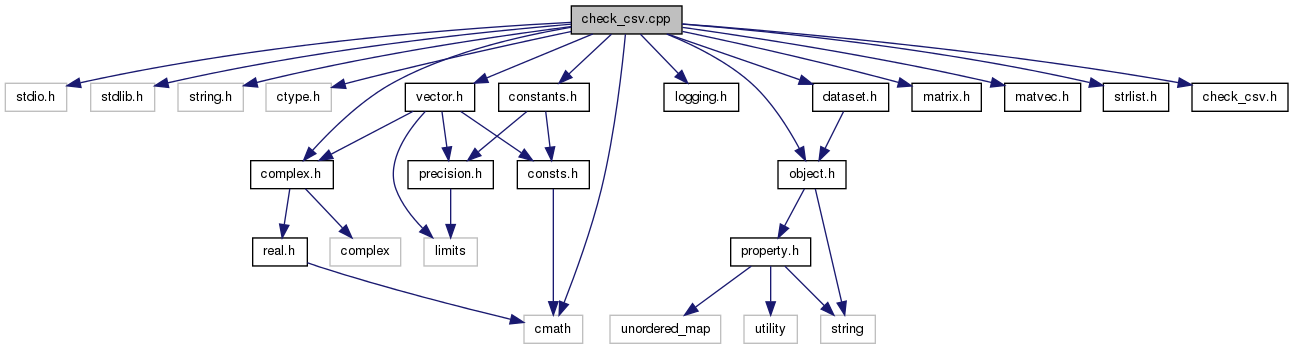 check_csv.cpp
stdio.h
stdlib.h
string.h
ctype.h
vector.h
constants.h
logging.h
dataset.h
matrix.h
matvec.h
strlist.h
check_csv.h
complex.h
precision.h
consts.h
object.h
real.h
complex
limits
property.h
cmath
unordered_map
utility
string